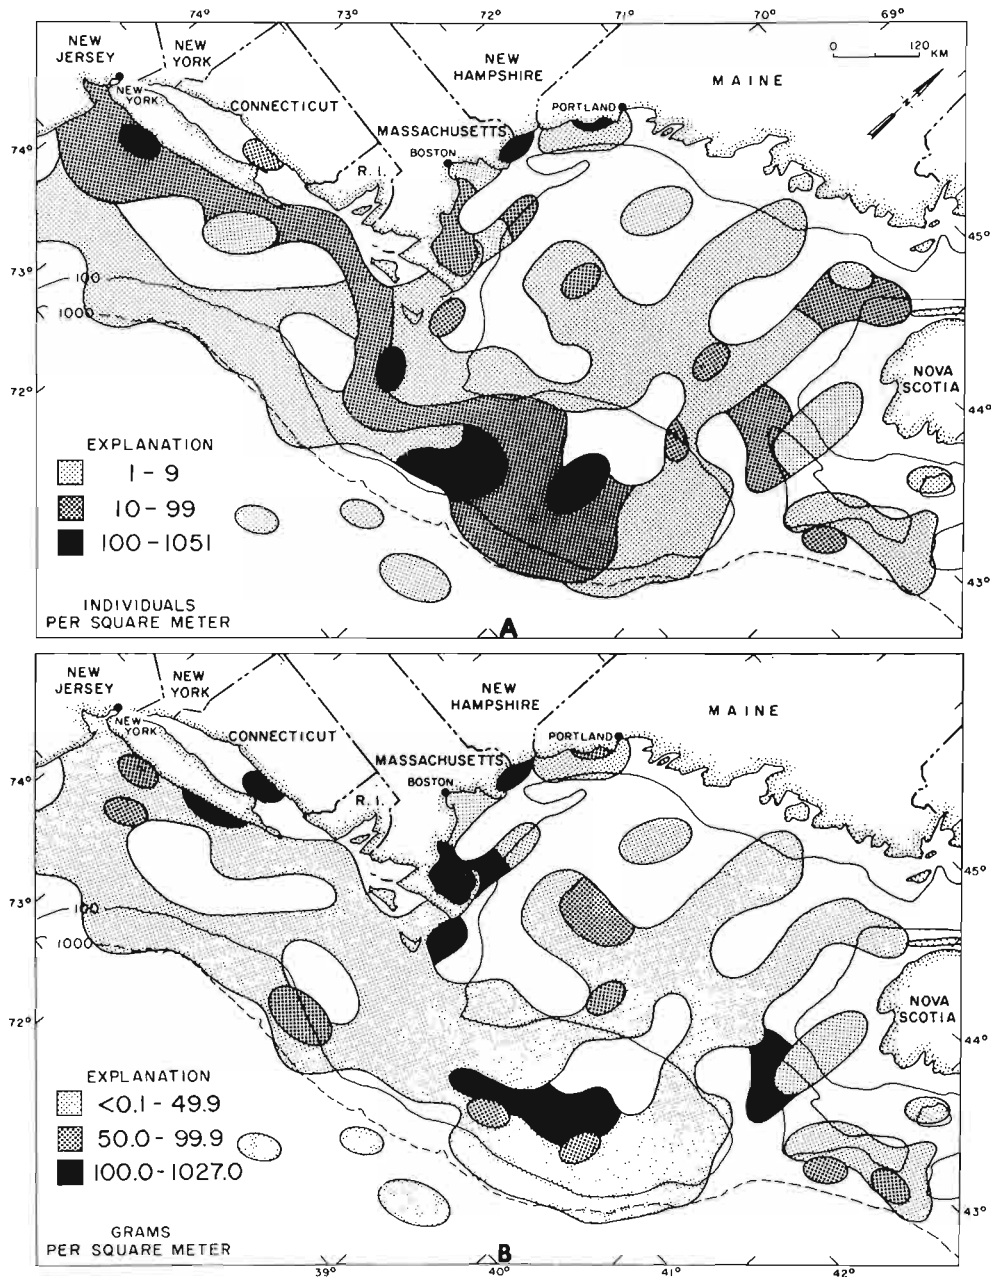 74° 73° 72° 71° 70° 69°
NEW JERSEY
NEW YORK
NEW YORK
CONNECTICUT
R. I.
MASSACHUSETTS
BOSTON
NEW HAMPSHIRE
PORTLAND
MAINE
0 120 KM
NOVA SCOTIA
74°
73°
100
1000
72°
45°
44°
43°
EXPLANATION
1 - 9
10 - 99
100 - 1051
INDIVIDUALS
PER SQUARE METER
A
NEW JERSEY
NEW YORK
NEW YORK
CONNECTICUT
R. I.
MASSACHUSETTS
BOSTON
NEW HAMPSHIRE
PORTLAND
MAINE
NOVA SCOTIA
74°
73°
100
1000
72°
45°
44°
43°
EXPLANATION
<0.1 - 49.9
50.0 - 99.9
100.0 - 1027.0
GRAMS
PER SQUARE METER
B
39° 40° 41° 42°